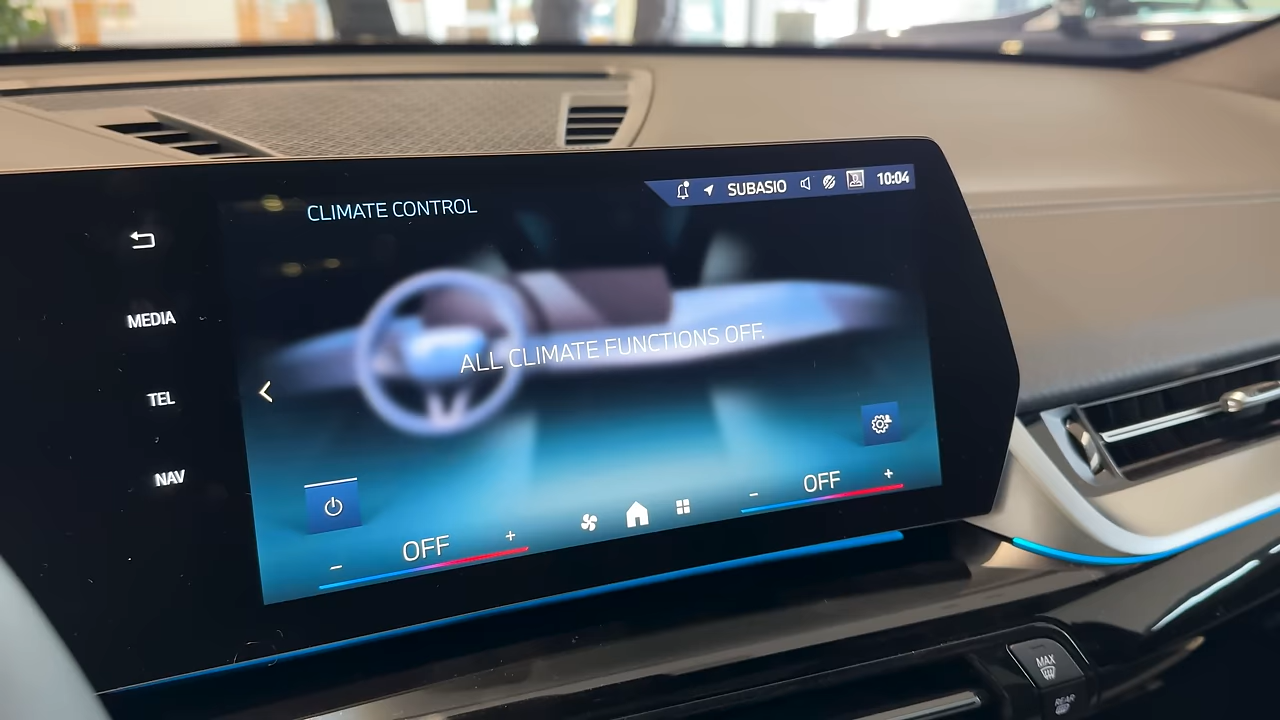 CLIMATE CONTROL
SUBASIO
10:04
MEDIA
TEL
NAV
ALL CLIMATE FUNCTIONS OFF.
- OFF +
- OFF +
MAX
REAR